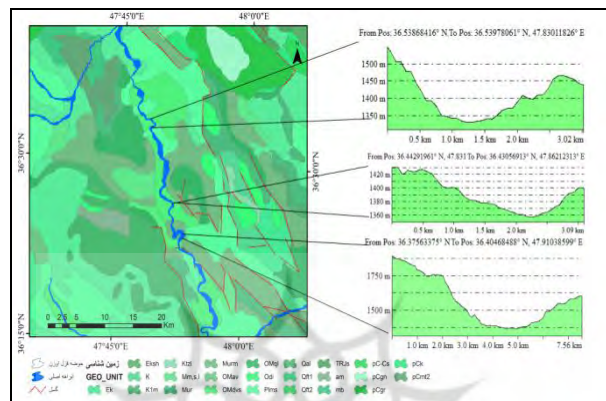 47°45'0"E
48°0'0"E
36°30'0"N
36°15'0"N
36°30'0"N
0 2.5 5 10 15 20
Km
47°45'0"E
48°0'0"E
From Pos: 36.53868416° N.To Pos: 36.53978061° N, 47.83011826° E
1500 m
1450 m
1400 m
1350 m
0.5 km 1.0 km 1.5 km 2.0 km 3.02 km
From Pos: 36.44291961° N, 47.831 To Pos: 36.43056913° N, 47.86212313° E
1420 m
1400 m
1380 m
1360 m
0.5 km 1.0 km 1.5 km 2.0 km 3.09 km
From Pos: 36.37563375° N To Pos: 36.40468488° N, 47.91038599° E
1750 m
1500 m
1.0 km 2.0 km 3.0 km 4.0 km 5.0 km 7.56 km
زمین شناسی
GEO_UNIT
آبراهه اصلی
گسل
Eksh Ktzl Murm OMql Qal TRJs pC-Cs pCk
K Mm,s,l OMav Qft1 am pCgn pCmt2
Ek K1m Mur OMdvs Plms Qft2 mb pCgr